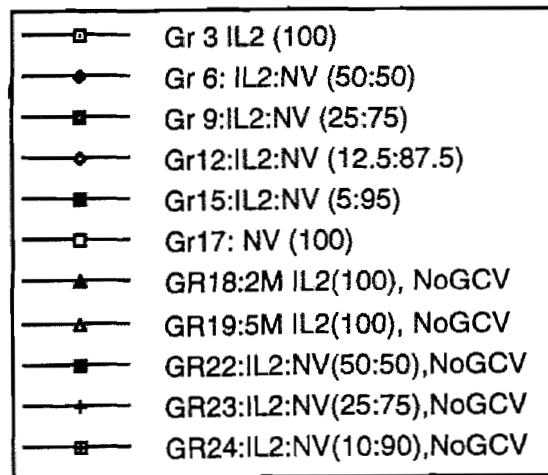 Gr 3 IL2 (100)
Gr 6: IL2:NV (50:50)
Gr 9:IL2:NV (25:75)
Gr12:IL2:NV (12.5:87.5)
Gr15:IL2:NV (5:95)
Gr17: NV (100)
GR18:2M IL2(100), NoGCV
GR19:5M IL2(100), NoGCV
GR22:IL2:NV(50:50),NoGCV
GR23:IL2:NV(25:75),NoGCV
GR24:IL2:NV(10:90),NoGCV